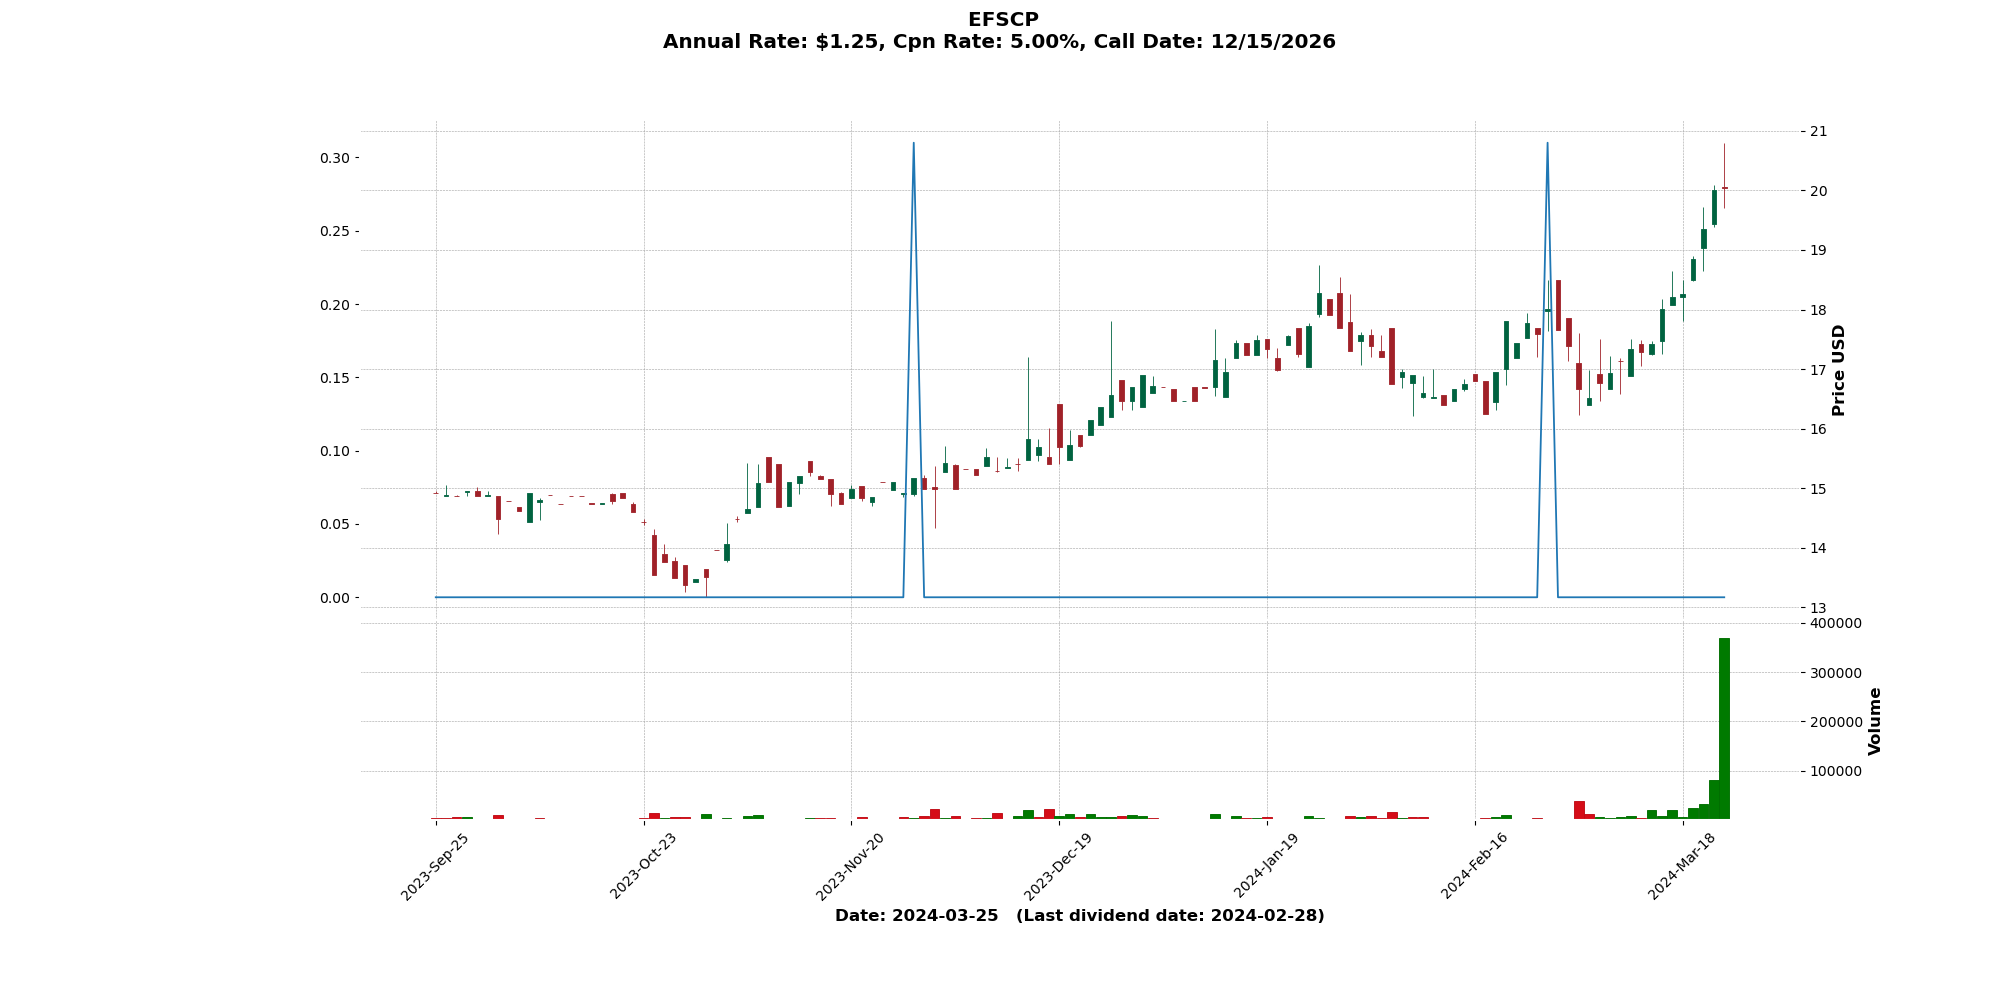 EFSCP
Annual Rate: $1.25, Cpn Rate: 5.00%, Call Date: 12/15/2026
0.30
0.25
0.20
0.15
0.10
0.05
0.00
21
20
19
18
17
16
15
14
13
Price USD
400000
300000
200000
100000
Volume
2023-Sep-25
2023-Oct-23
2023-Nov-20
2023-Dec-19
2024-Jan-19
2024-Feb-16
2024-Mar-18
Date: 2024-03-25 (Last dividend date: 2024-02-28)